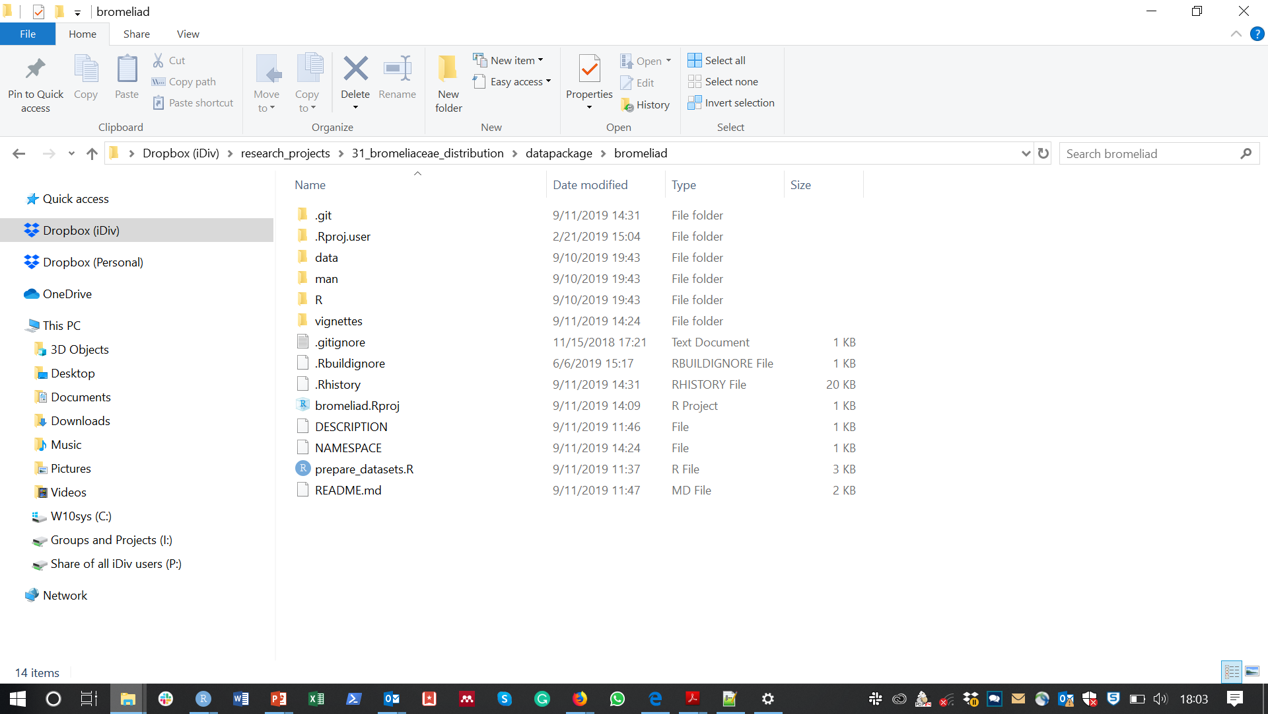 bromeliad
File Home Share View
Pin to Quick access
Copy
Paste
Cut
Copy path
Paste shortcut
Clipboard
Move to
Copy to
Delete
Rename
Organize
New folder
New item
Easy access
New
Properties
Open
Edit
History
Open
Select all
Select none
Invert selection
Select
Dropbox (iDiv) > research_projects > 31_bromeliaceae_distribution > datapackage > bromeliad
Search bromeliad
Quick access
Dropbox (iDiv)
Dropbox (Personal)
OneDrive
This PC
3D Objects
Desktop
Documents
Downloads
Music
Pictures
Videos
W10sys (C:)
Groups and Projects (I:)
Share of all iDiv users (P:)
Network
Name Date modified Type Size
.git 9/11/2019 14:31 File folder
.Rproj.user 2/21/2019 15:04 File folder
data 9/10/2019 19:43 File folder
man 9/10/2019 19:43 File folder
R 9/10/2019 19:43 File folder
vignettes 9/11/2019 14:24 File folder
.gitignore 11/15/2018 17:21 Text Document 1 KB
.Rbuildignore 6/6/2019 15:17 RBUILDIGNORE File 1 KB
.Rhistory 9/11/2019 14:31 RHISTORY File 20 KB
bromeliad.Rproj 9/11/2019 14:09 R Project 1 KB
DESCRIPTION 9/11/2019 11:46 File 1 KB
NAMESPACE 9/11/2019 14:24 File 1 KB
prepare_datasets.R 9/11/2019 11:37 R File 3 KB
README.md 9/11/2019 11:47 MD File 2 KB
14 items
18:03